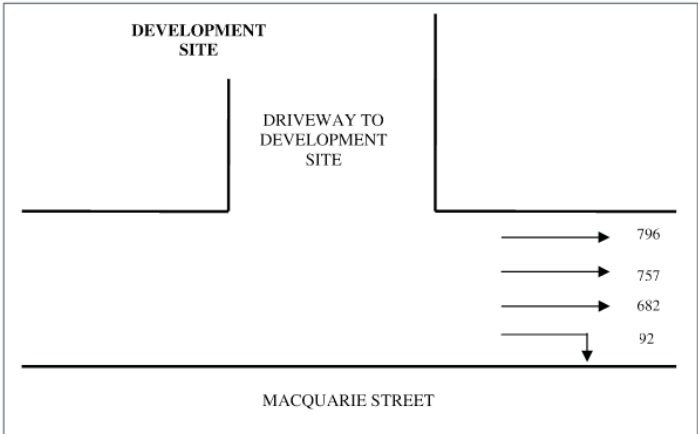 DEVELOPMENT
SITE
DRIVEWAY TO
DEVELOPMENT
SITE
796
757
682
92
MACQUARIE STREET